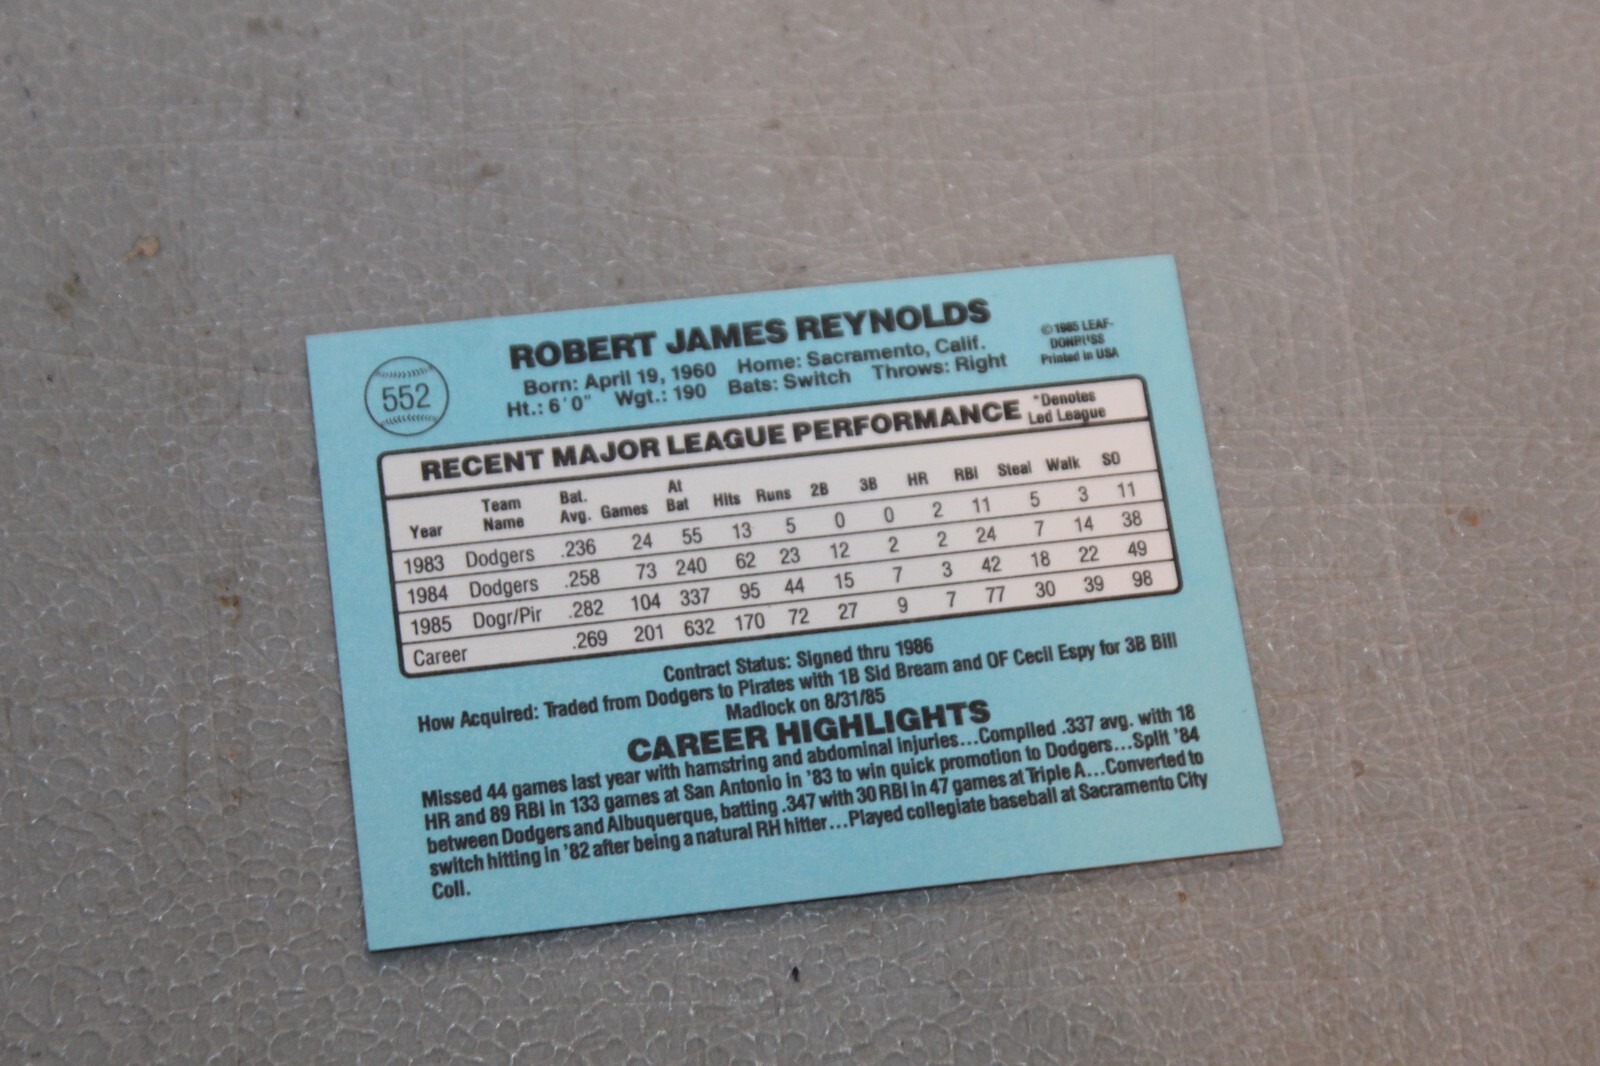 552
ROBERT JAMES REYNOLDS
Born: April 19, 1960 Home: Sacramento, Calif.
Ht.: 6'0" Wgt.: 190 Bats: Switch Throws: Right
©1985 LEAF-
DONRUSS
Printed in USA
RECENT MAJOR LEAGUE PERFORMANCE *Denotes
Led League
Year Team Name Bat. Avg. Games At Bat Hits Runs 2B 3B HR RBI Steal Walk SO
1983 Dodgers .236 24 55 13 5 0 0 2 11 5 3 11
1984 Dodgers .258 73 240 62 23 12 2 2 24 7 14 38
1985 Dogr/Pir .282 104 337 95 44 15 7 3 42 18 22 49
Career .269 201 632 170 72 27 9 7 77 30 39 98
Contract Status: Signed thru 1986
How Acquired: Traded from Dodgers to Pirates with 1B Sid Bream and OF Cecil Espy for 3B Bill
Madlock on 8/31/85
CAREER HIGHLIGHTS
Missed 44 games last year with hamstring and abdominal injuries...Compiled .337 avg. with 18
HR and 89 RBI in 133 games at San Antonio in '83 to win quick promotion to Dodgers...Split '84
between Dodgers and Albuquerque, batting .347 with 30 RBI in 47 games at Triple A...Converted to
switch hitting in '82 after being a natural RH hitter...Played collegiate baseball at Sacramento City
Coll.